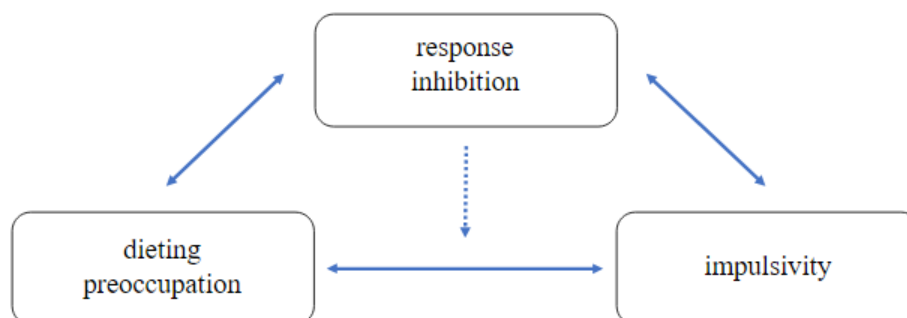 response
inhibition
dieting
preoccupation
impulsivity